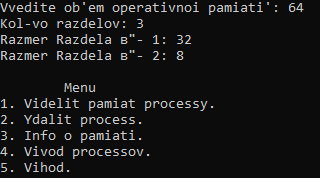 Vvedite ob'em operativnoi pamiati': 64
Kol-vo razdelov: 3
Razmer Razdela в"- 1: 32
Razmer Razdela в"- 2: 8
Menu
1. Videlit pamiat processy.
2. Ydalit process.
3. Info o pamiati.
4. Vivod processov.
5. Vihod.